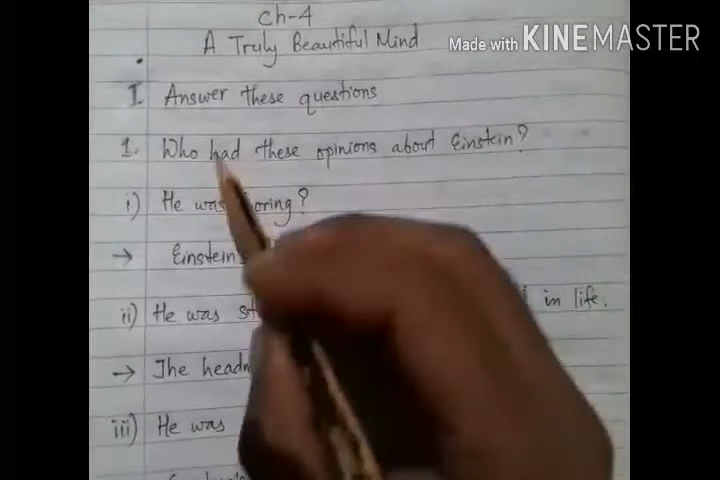 Ch-4
A Truly Beautiful Mind
Made with KINEMASTER
I. Answer these questions
1. Who had these opinions about Einstein?
i) He was boring?
→ Einstein's
ii) He was in life.
→ The
iii) He was